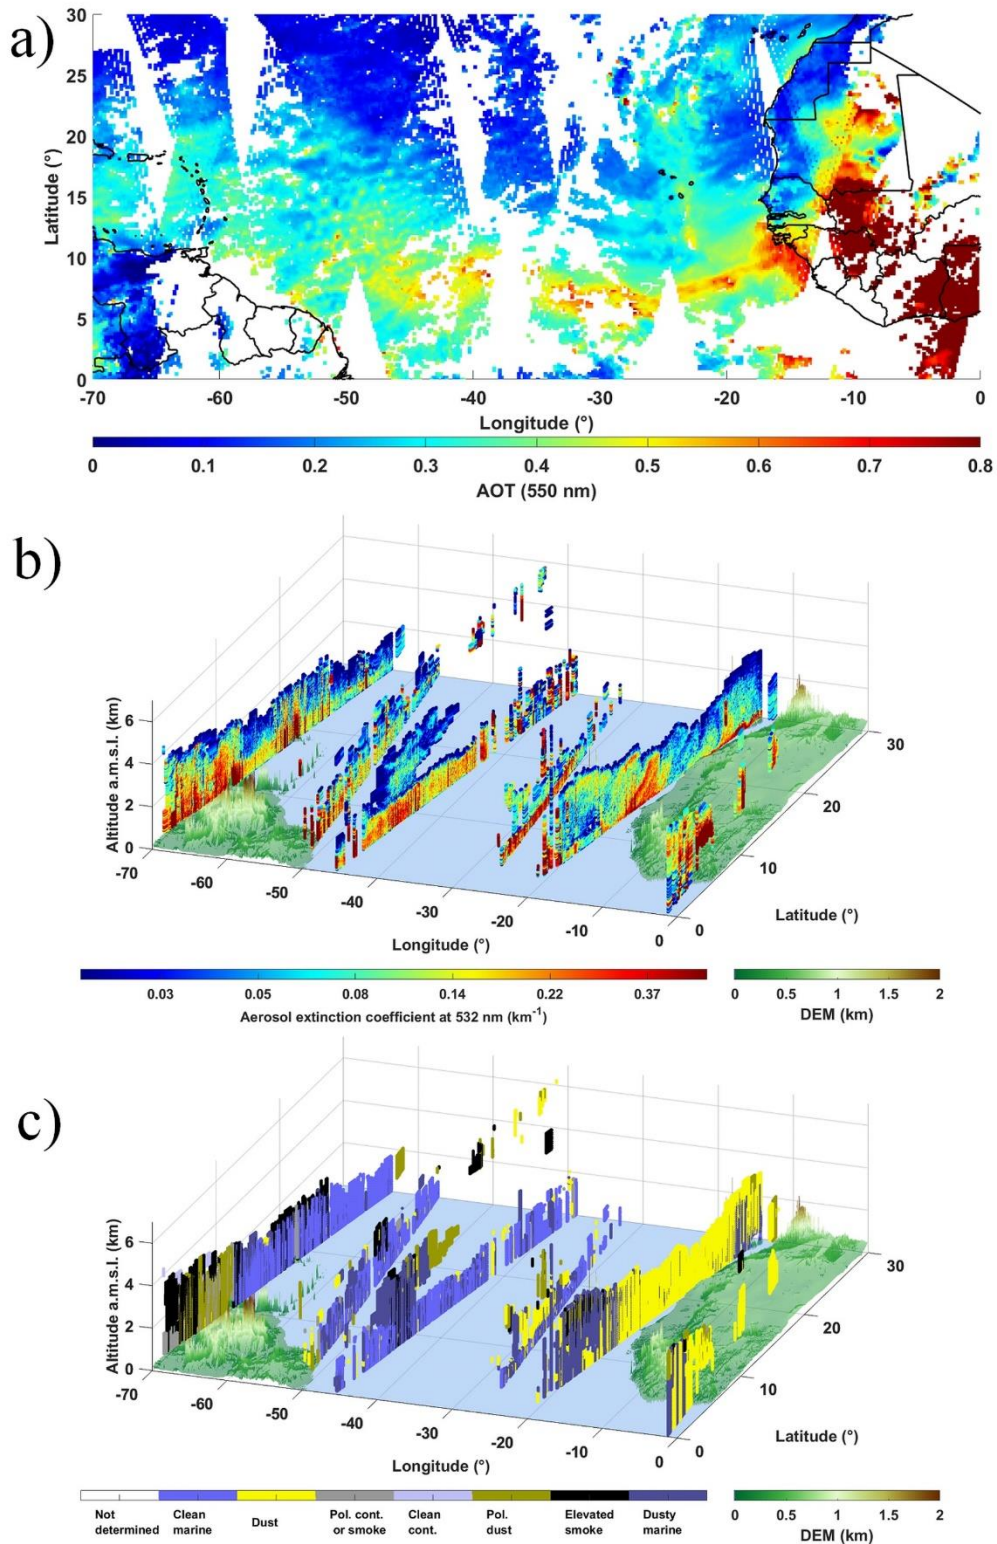 a)
30
25
20
15
10
5
0
Latitude (°)
-70 -60 -50 -40 -30 -20 -10 0
Longitude (°)
0 0.1 0.2 0.3 0.4 0.5 0.6 0.7 0.8
AOT (550 nm)
b)
6
4
2
0
Altitude a.m.s.l. (km)
-70
-60
-50
-40
-30
-20
-10
0
Longitude (°)
0
10
20
30
Latitude (°)
0.03 0.05 0.08 0.14 0.22 0.37
Aerosol extinction coefficient at 532 nm (km⁻¹)
0 0.5 1 1.5 2
DEM (km)
c)
6
4
2
0
Altitude a.m.s.l. (km)
-70
-60
-50
-40
-30
-20
-10
0
Longitude (°)
0
10
20
30
Latitude (°)
Not
determined
Clean
marine
Dust
Pol. cont.
or smoke
Clean
cont.
Pol.
dust
Elevated
smoke
Dusty
marine
0 0.5 1 1.5 2
DEM (km)